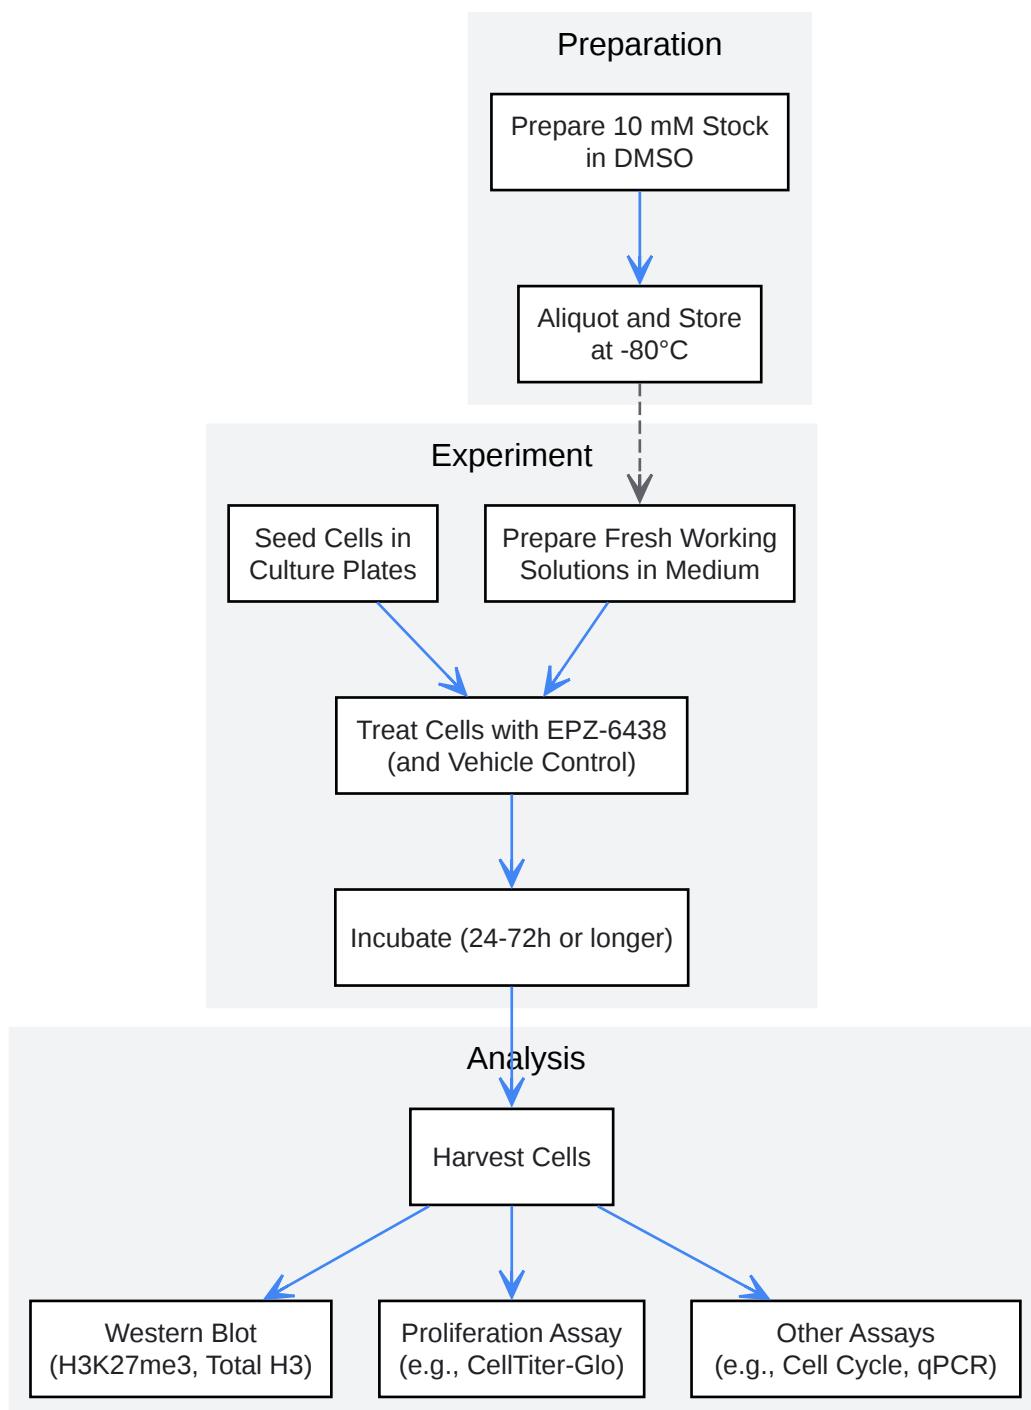 Preparation
Prepare 10 mM Stock
in DMSO
Aliquot and Store
at -80°C
Experiment
Seed Cells in
Culture Plates
Prepare Fresh Working
Solutions in Medium
Treat Cells with EPZ-6438
(and Vehicle Control)
Incubate (24-72h or longer)
Analysis
Harvest Cells
Western Blot
(H3K27me3, Total H3)
Proliferation Assay
(e.g., CellTiter-Glo)
Other Assays
(e.g., Cell Cycle, qPCR)